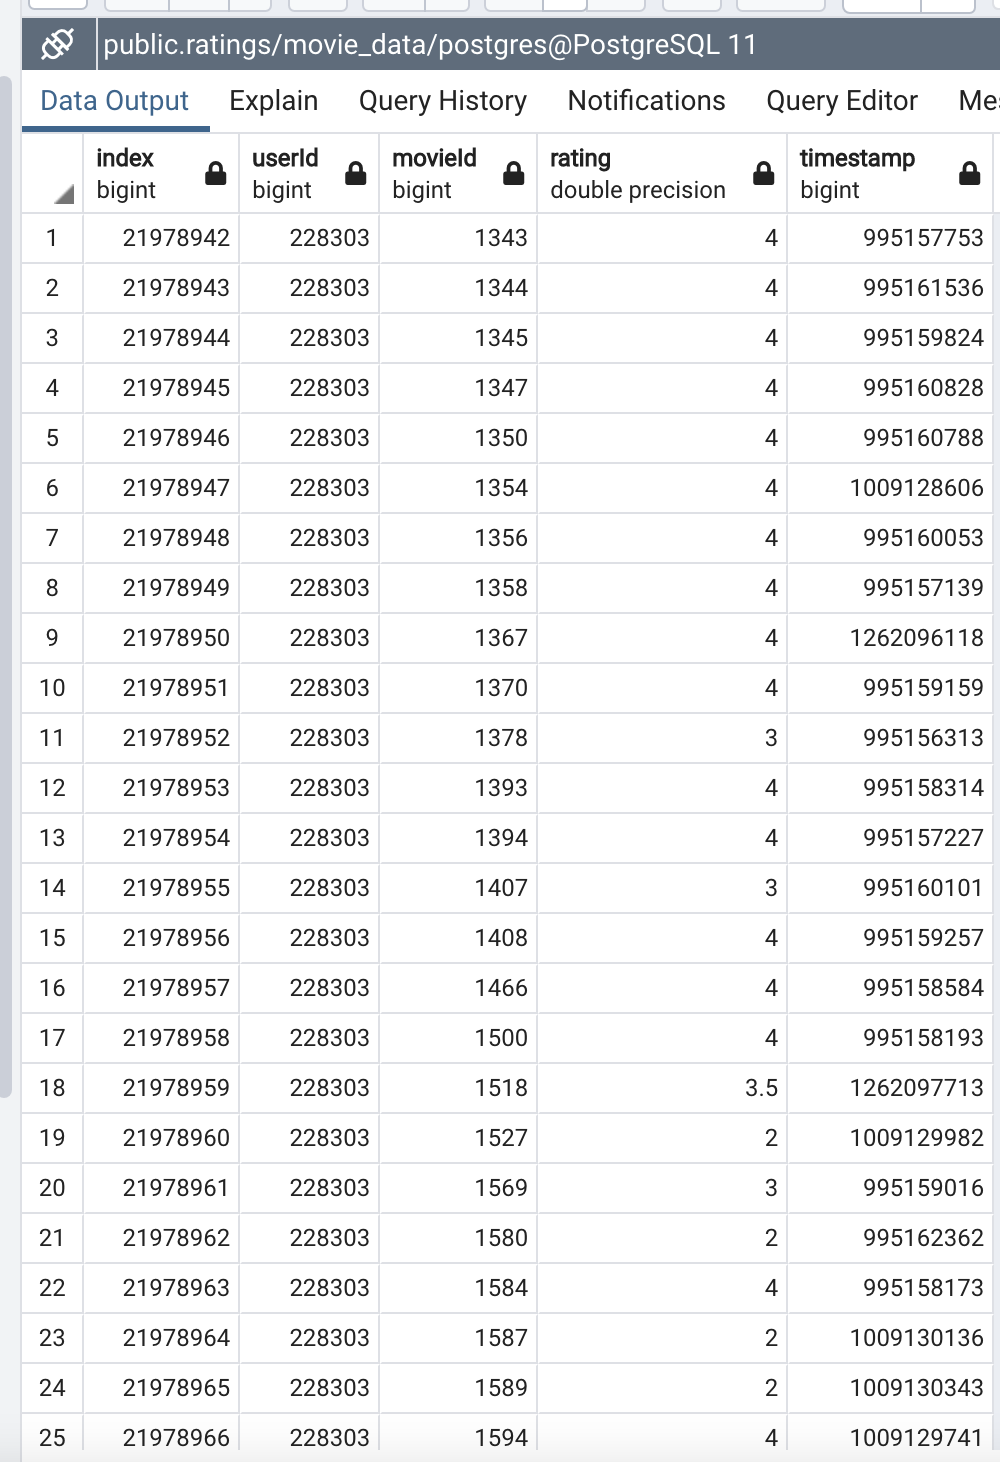 public.ratings/movie_data/postgres@PostgreSQL 11
Data Output Explain Query History Notifications Query Editor
index userId movieId rating timestamp
bigint bigint bigint double precision bigint
1 21978942 228303 1343 4 995157753
2 21978943 228303 1344 4 995161536
3 21978944 228303 1345 4 995159824
4 21978945 228303 1347 4 995160828
5 21978946 228303 1350 4 995160788
6 21978947 228303 1354 4 1009128606
7 21978948 228303 1356 4 995160053
8 21978949 228303 1358 4 995157139
9 21978950 228303 1367 4 1262096118
10 21978951 228303 1370 4 995159159
11 21978952 228303 1378 3 995156313
12 21978953 228303 1393 4 995158314
13 21978954 228303 1394 4 995157227
14 21978955 228303 1407 3 995160101
15 21978956 228303 1408 4 995159257
16 21978957 228303 1466 4 995158584
17 21978958 228303 1500 4 995158193
18 21978959 228303 1518 3.5 1262097713
19 21978960 228303 1527 2 1009129982
20 21978961 228303 1569 3 995159016
21 21978962 228303 1580 2 995162362
22 21978963 228303 1584 4 995158173
23 21978964 228303 1587 2 1009130136
24 21978965 228303 1589 2 1009130343
25 21978966 228303 1594 4 1009129741